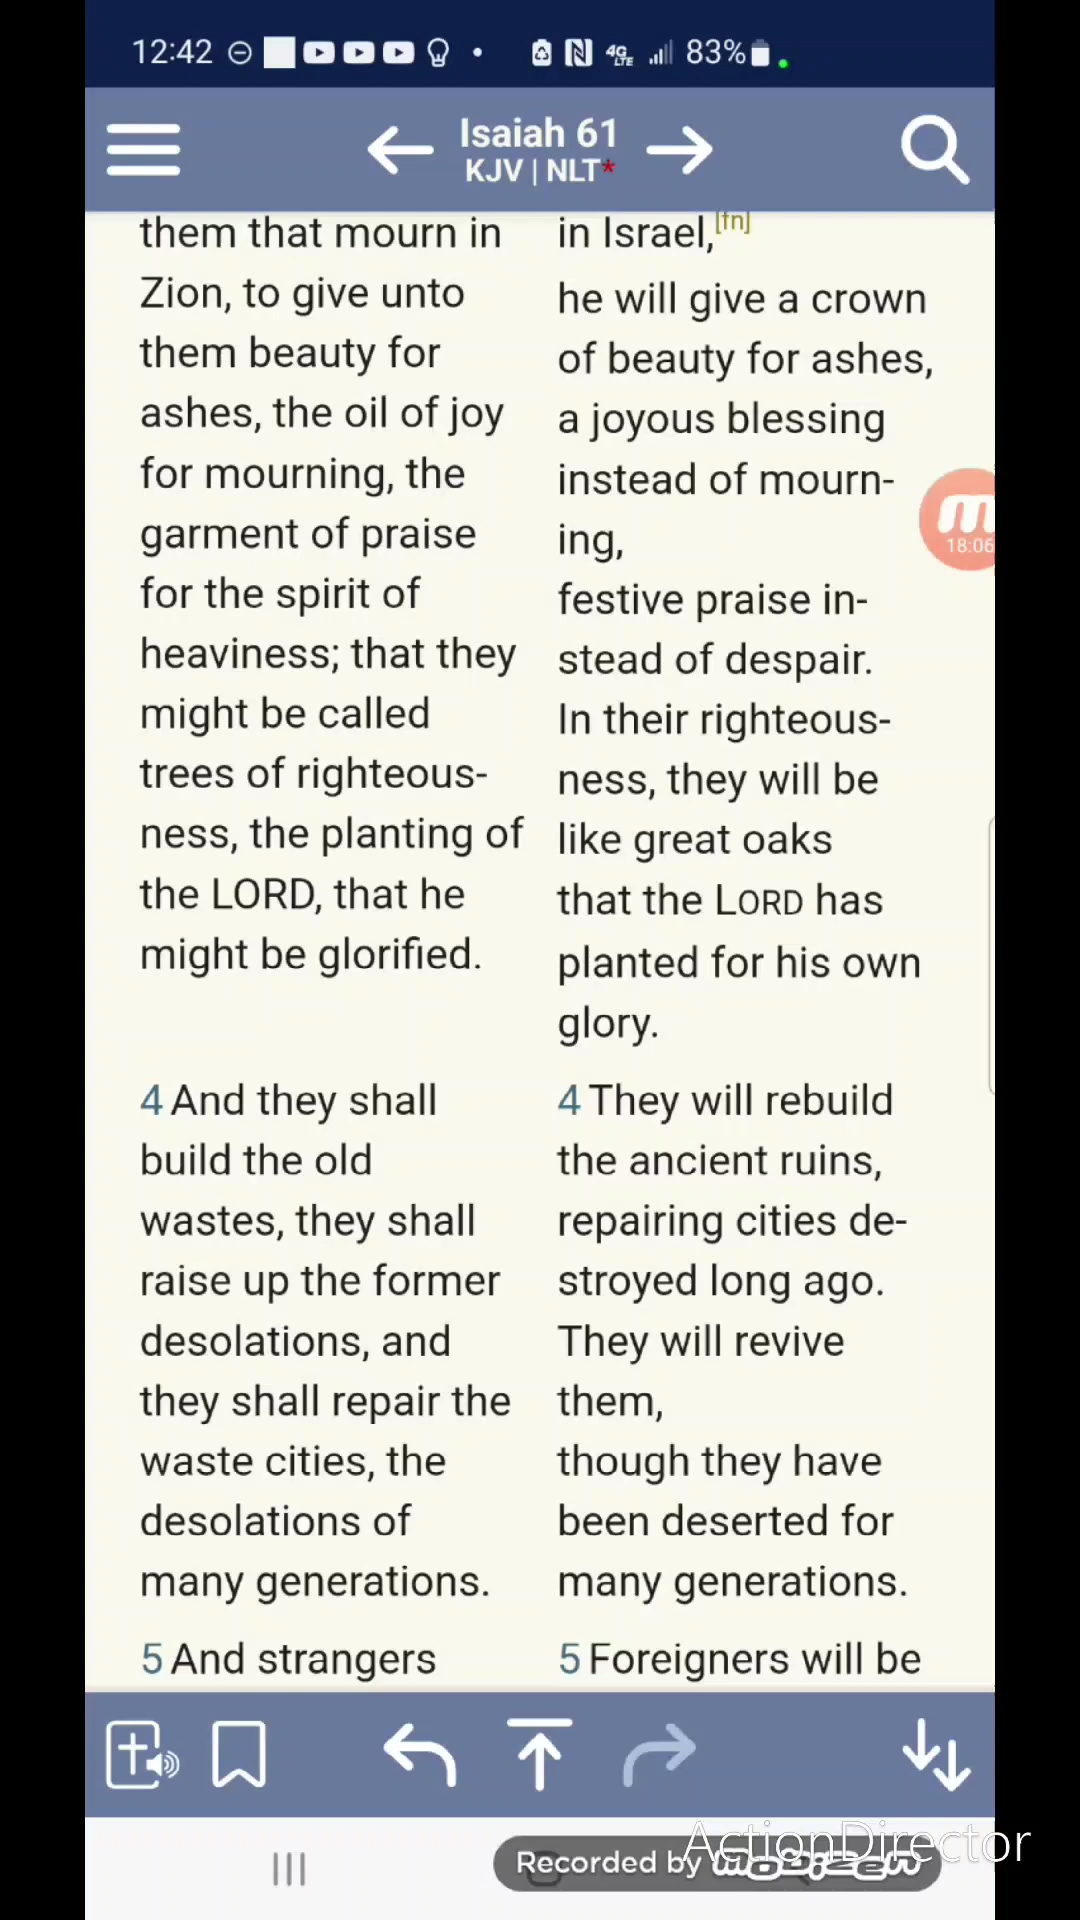 12:42
4G LTE
83%
Isaiah 61
KJV | NLT*
them that mourn in
Zion, to give unto
them beauty for
ashes, the oil of joy
for mourning, the
garment of praise
for the spirit of
heaviness; that they
might be called
trees of righteous-
ness, the planting of
the LORD, that he
might be glorified.
4 And they shall
build the old
wastes, they shall
raise up the former
desolations, and
they shall repair the
waste cities, the
desolations of
many generations.
5 And strangers
in Israel,[fn]
he will give a crown
of beauty for ashes,
a joyous blessing
instead of mourn-
ing,
festive praise in-
stead of despair.
In their righteous-
ness, they will be
like great oaks
that the LORD has
planted for his own
glory.
4 They will rebuild
the ancient ruins,
repairing cities de-
stroyed long ago.
They will revive
them,
though they have
been deserted for
many generations.
5 Foreigners will be
m
18:06
ActionDirector
Recorded by MOBIZEN